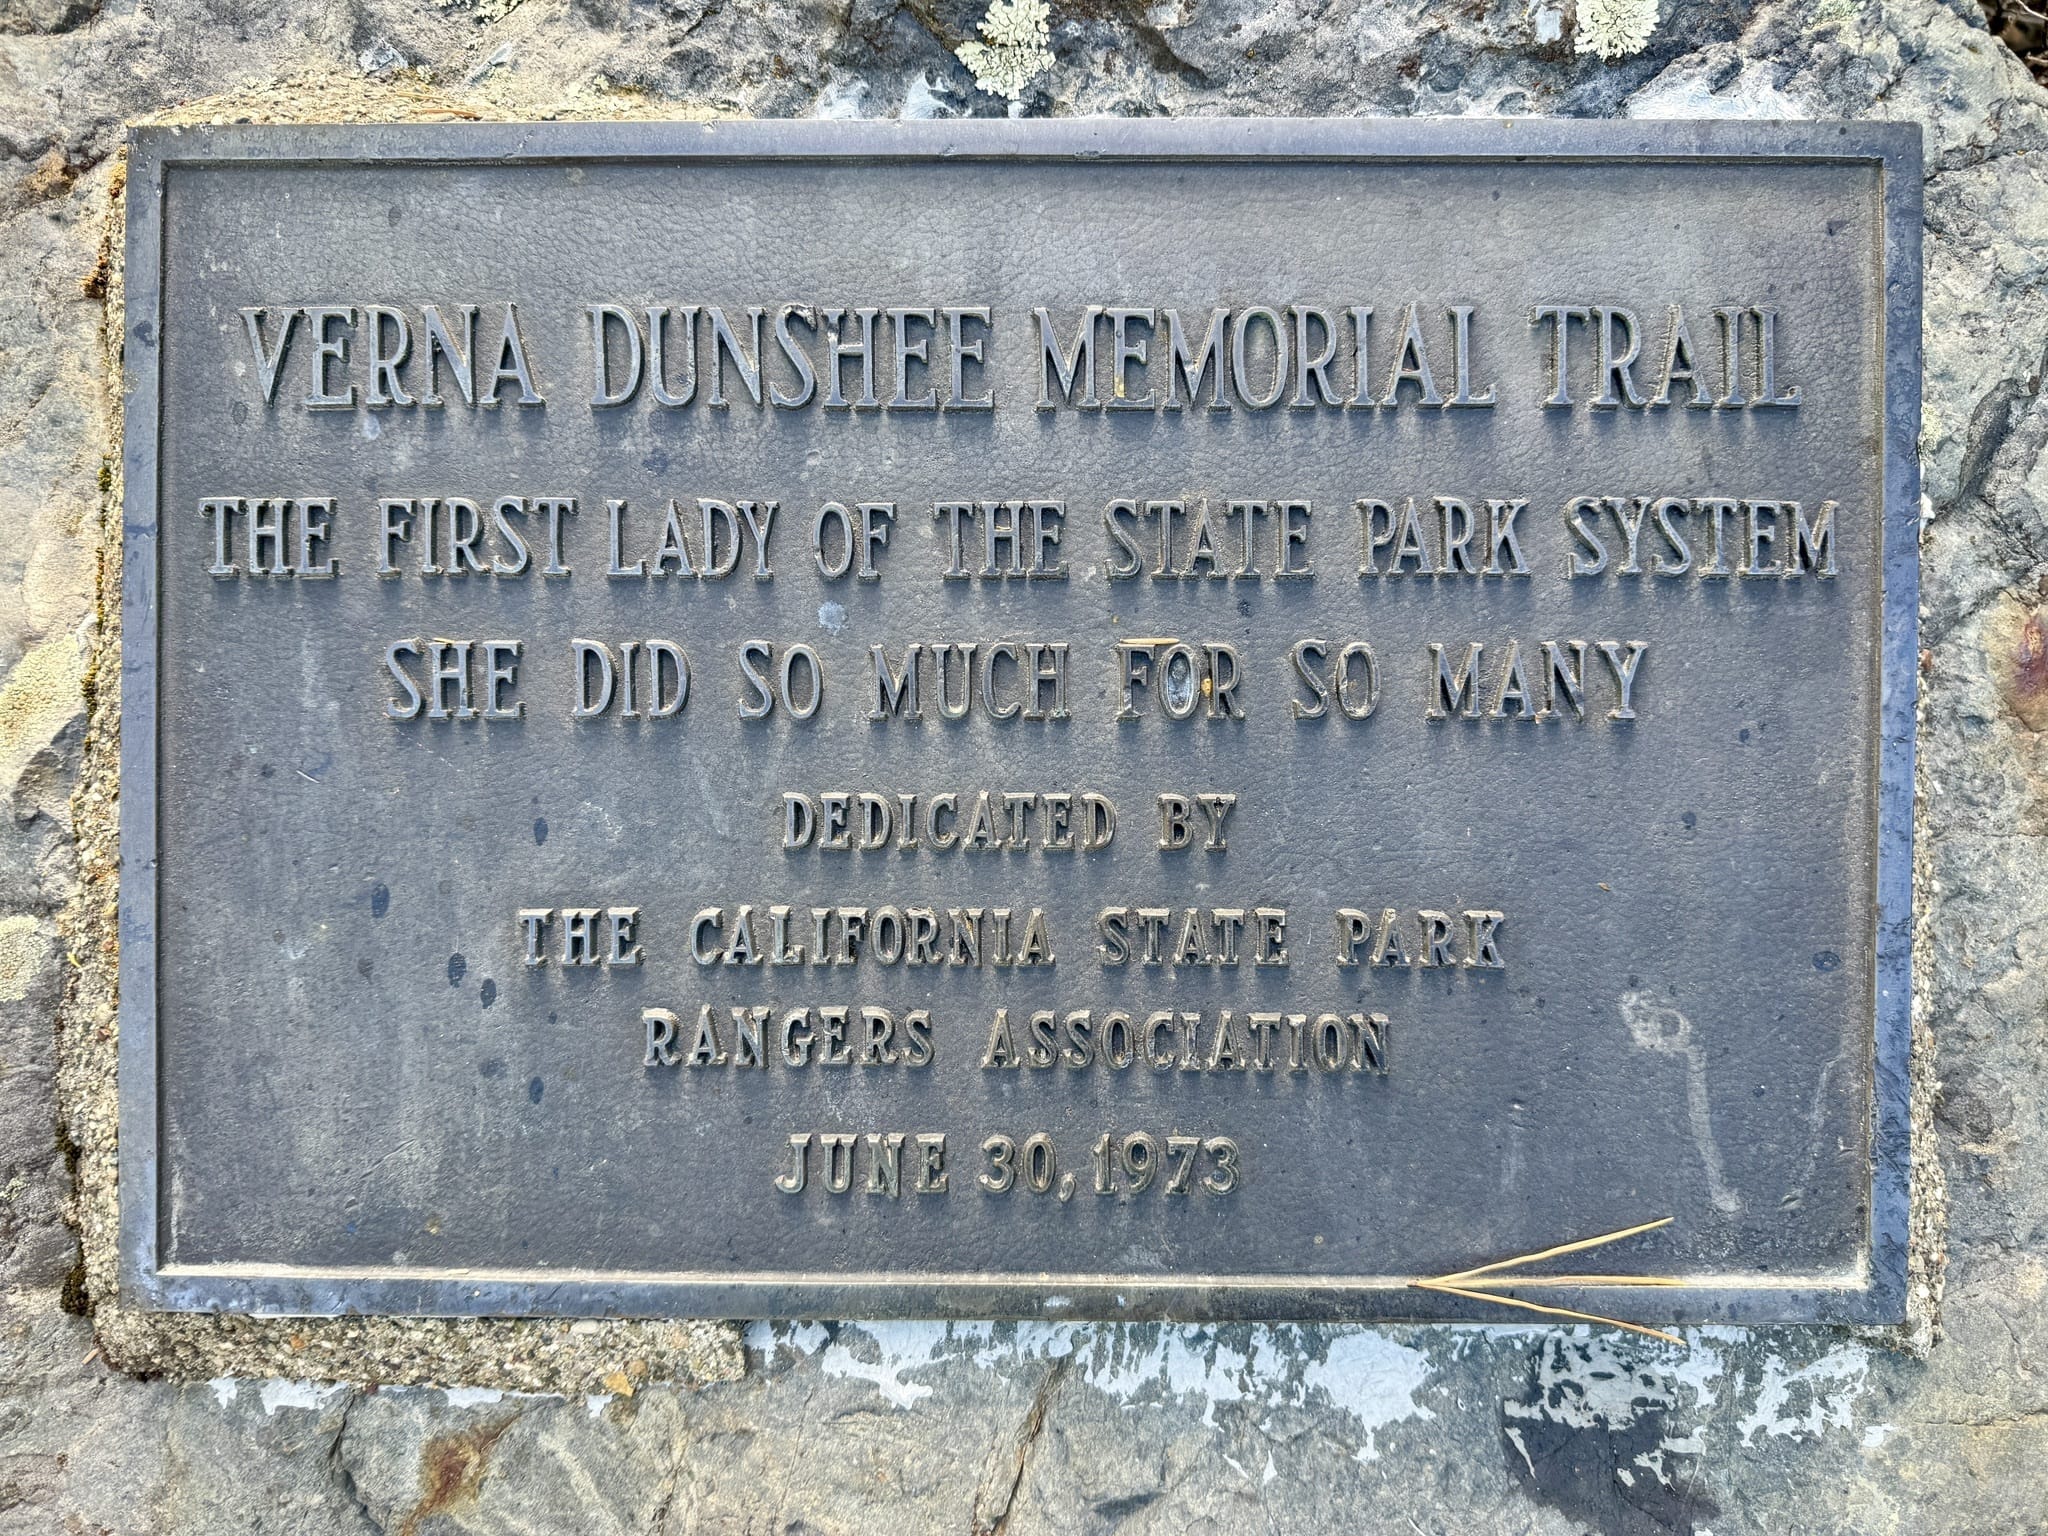 VERNA DUNSHEE MEMORIAL TRAIL
THE FIRST LADY OF THE STATE PARK SYSTEM
SHE DID SO MUCH FOR SO MANY
DEDICATED BY
THE CALIFORNIA STATE PARK
RANGERS ASSOCIATION
JUNE 30, 1973